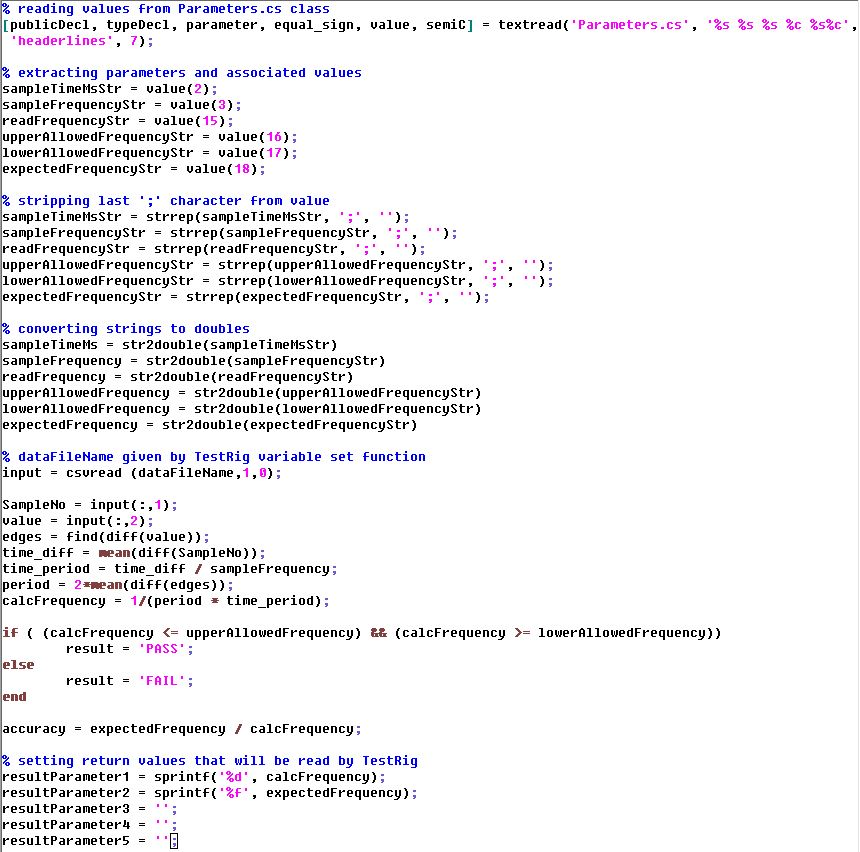 % reading values from Parameters.cs class
[publicDecl, typeDecl, parameter, equal_sign, value, semiC] = textread('Parameters.cs', '%s %s %s %c %s%c',
 'headerlines', 7);
% extracting parameters and associated values
sampleTimeMsStr = value(2);
sampleFrequencyStr = value(3);
readFrequencyStr = value(15);
upperAllowedFrequencyStr = value(16);
lowerAllowedFrequencyStr = value(17);
expectedFrequencyStr = value(18);
% stripping last ';' character from value
sampleTimeMsStr = strrep(sampleTimeMsStr, ';', '');
sampleFrequencyStr = strrep(sampleFrequencyStr, ';', '');
readFrequencyStr = strrep(readFrequencyStr, ';', '');
upperAllowedFrequencyStr = strrep(upperAllowedFrequencyStr, ';', '');
lowerAllowedFrequencyStr = strrep(lowerAllowedFrequencyStr, ';', '');
expectedFrequencyStr = strrep(expectedFrequencyStr, ';', '');
% converting strings to doubles
sampleTimeMs = str2double(sampleTimeMsStr)
sampleFrequency = str2double(sampleFrequencyStr)
readFrequency = str2double(readFrequencyStr)
upperAllowedFrequency = str2double(upperAllowedFrequencyStr)
lowerAllowedFrequency = str2double(lowerAllowedFrequencyStr)
expectedFrequency = str2double(expectedFrequencyStr)
% dataFileName given by TestRig variable set function
input = csvread (dataFileName,1,0);
SampleNo = input(:,1);
value = input(:,2);
edges = find(diff(value));
time_diff = mean(diff(SampleNo));
time_period = time_diff / sampleFrequency;
period = 2*mean(diff(edges));
calcFrequency = 1/(period * time_period);
if ( (calcFrequency <= upperAllowedFrequency) && (calcFrequency >= lowerAllowedFrequency))
        result = 'PASS';
else
        result = 'FAIL';
end
accuracy = expectedFrequency / calcFrequency;
% setting return values that will be read by TestRig
resultParameter1 = sprintf('%d', calcFrequency);
resultParameter2 = sprintf('%f', expectedFrequency);
resultParameter3 = '';
resultParameter4 = '';
resultParameter5 = '';